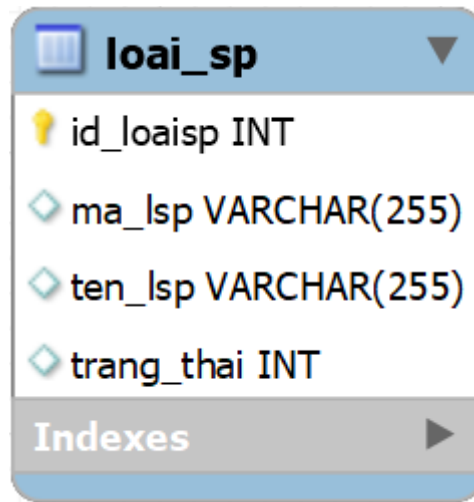 loai_sp
id_loaisp INT
ma_lsp VARCHAR(255)
ten_lsp VARCHAR(255)
trang_thai INT
Indexes